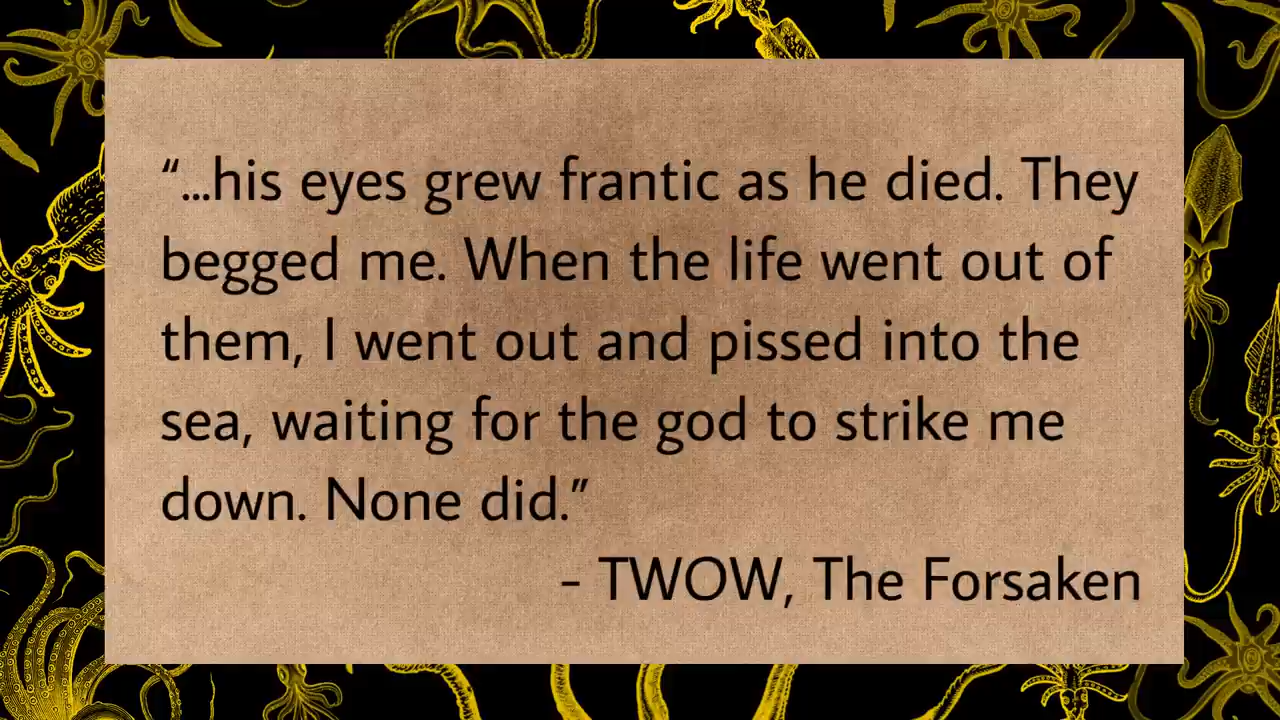 “...his eyes grew frantic as he died. They
begged me. When the life went out of
them, I went out and pissed into the
sea, waiting for the god to strike me
down. None did.”
- TWOW, The Forsaken